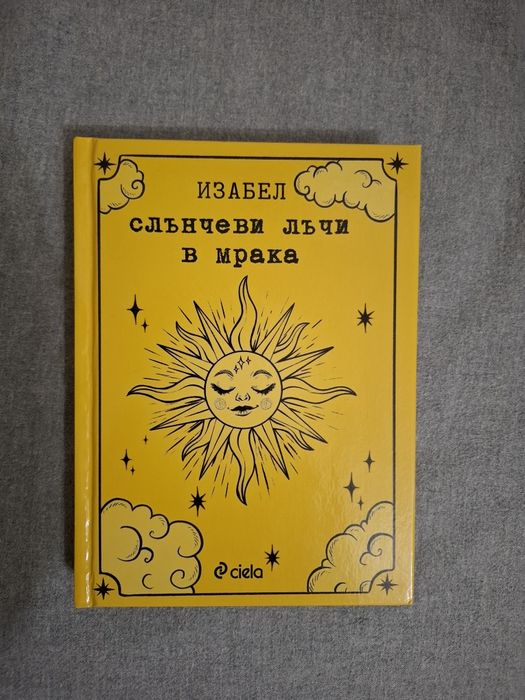 ИЗАБЕЛ
слънчеви лъчи
в мрака
ciela